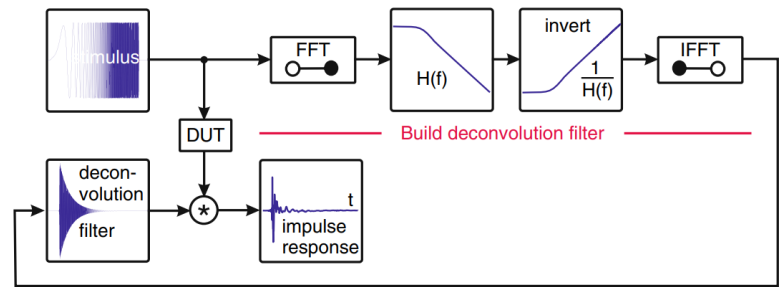 stimulus
FFT
H(f)
invert
1
H(f)
IFFT
DUT
Build deconvolution filter
decon-
volution
filter
*
t
impulse
response